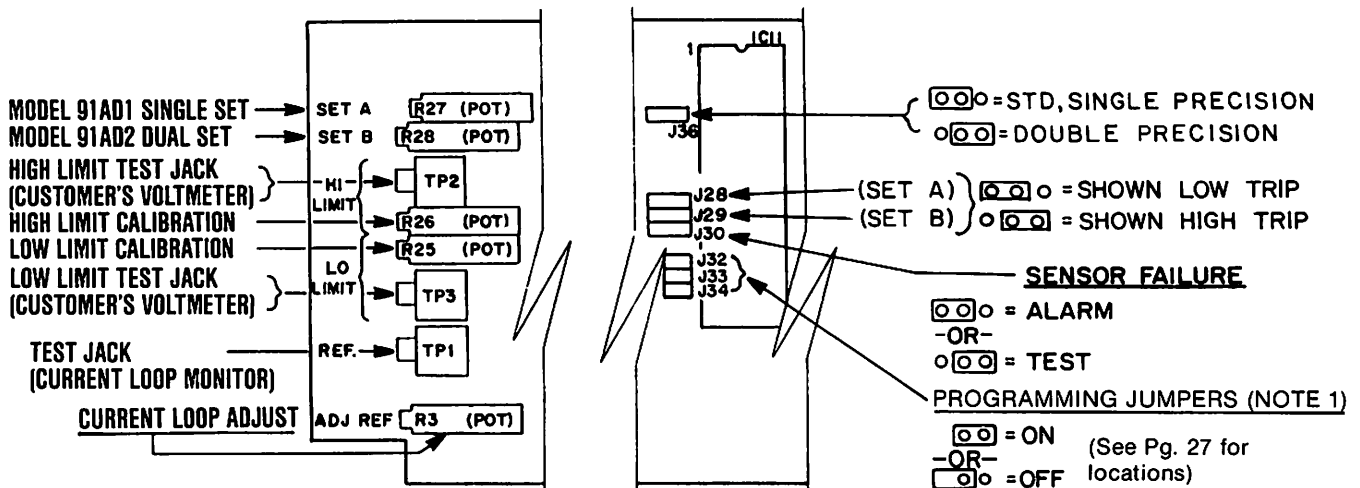 MODEL 91AD1 SINGLE SET
MODEL 91AD2 DUAL SET
HIGH LIMIT TEST JACK
(CUSTOMER'S VOLTMETER)
HIGH LIMIT CALIBRATION
LOW LIMIT CALIBRATION
LOW LIMIT TEST JACK
(CUSTOMER'S VOLTMETER)
TEST JACK
(CURRENT LOOP MONITOR)
CURRENT LOOP ADJUST
SET A
SET B
HI
LIMIT
LO
LIMIT
REF.
ADJ REF
R27 (POT)
R28 (POT)
TP2
R26 (POT)
R25 (POT)
TP3
TP1
R3 (POT)
1
IC11
J36
J28
J29
J30
J32
J33
J34
=STD, SINGLE PRECISION
=DOUBLE PRECISION
(SET A) = SHOWN LOW TRIP
(SET B) = SHOWN HIGH TRIP
SENSOR FAILURE
= ALARM
-OR-
= TEST
PROGRAMMING JUMPERS (NOTE 1)
= ON
-OR-
= OFF
(See Pg. 27 for
locations)